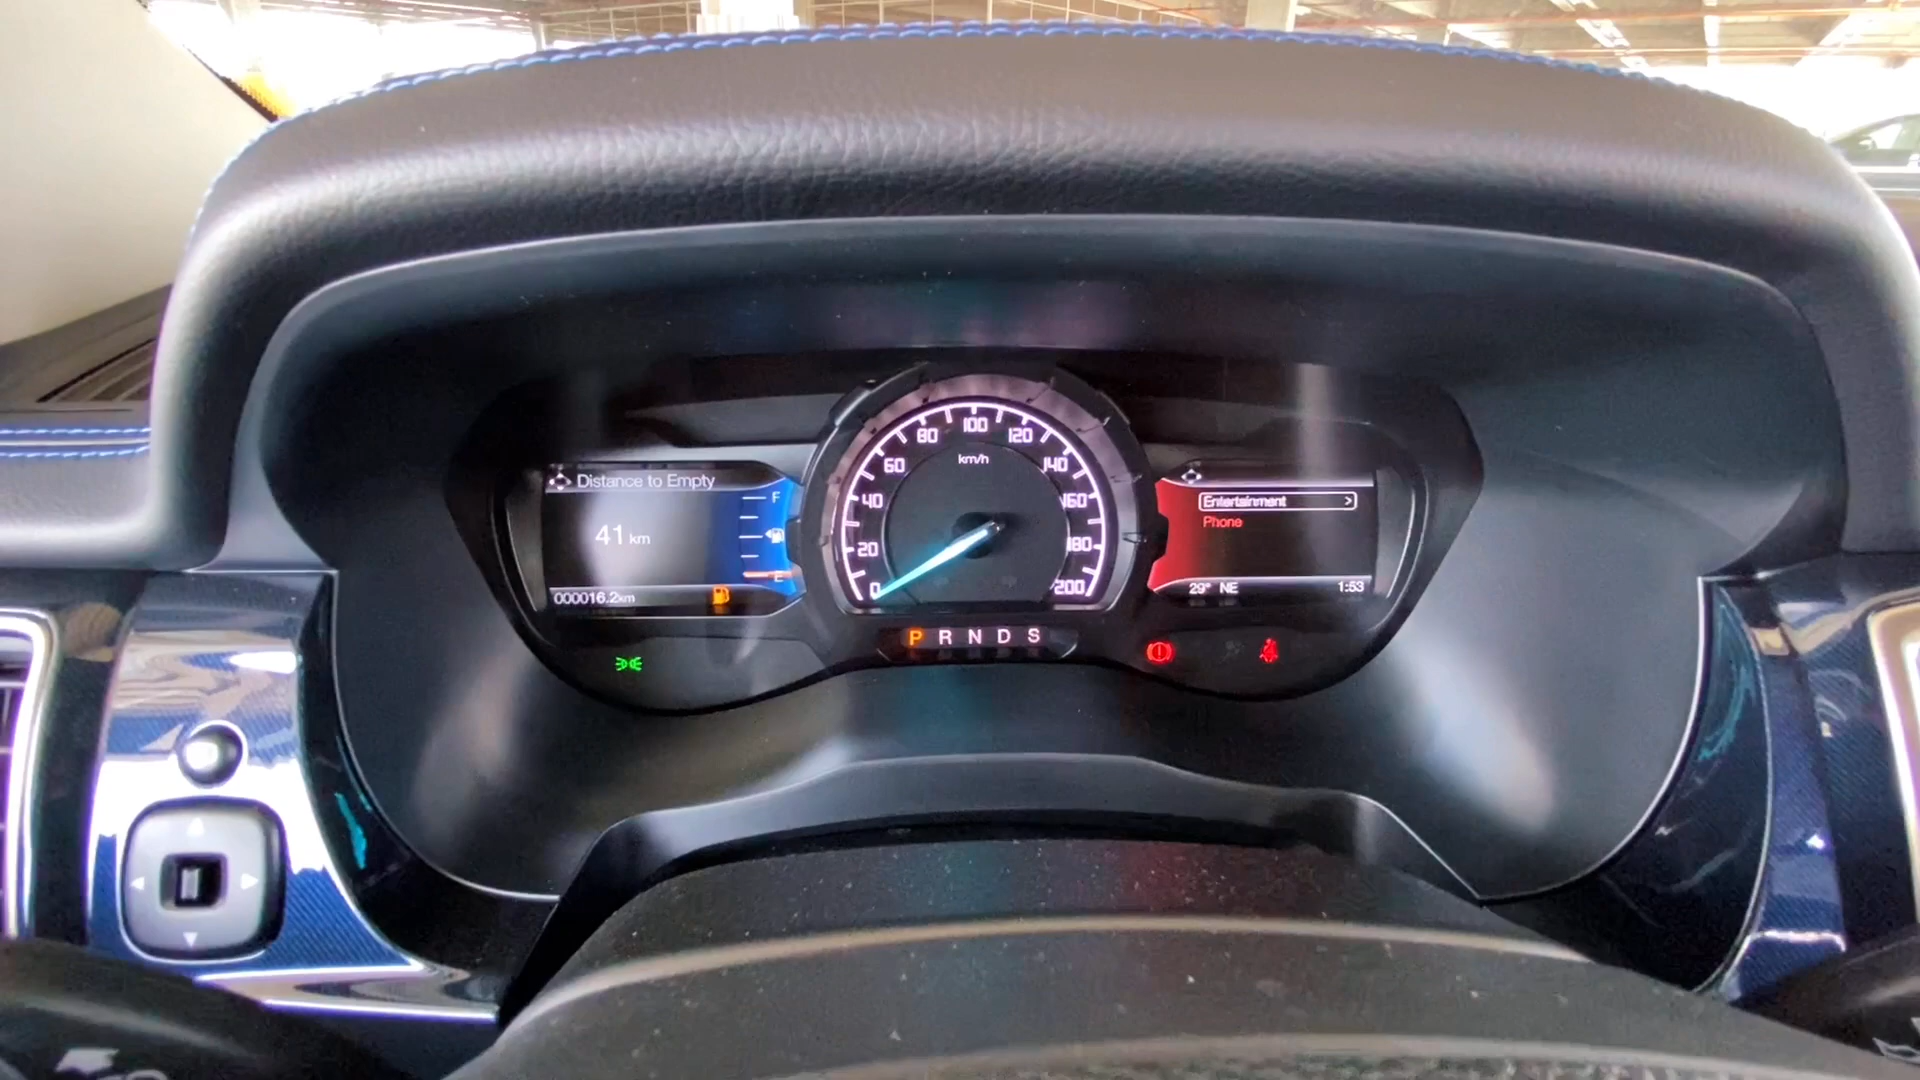 Distance to Empty
41 km
F
E
000016.2km
0
20
40
60
80
100
120
140
160
180
200
km/h
P R N D S
Entertainment >
Phone
29° NE
1:53